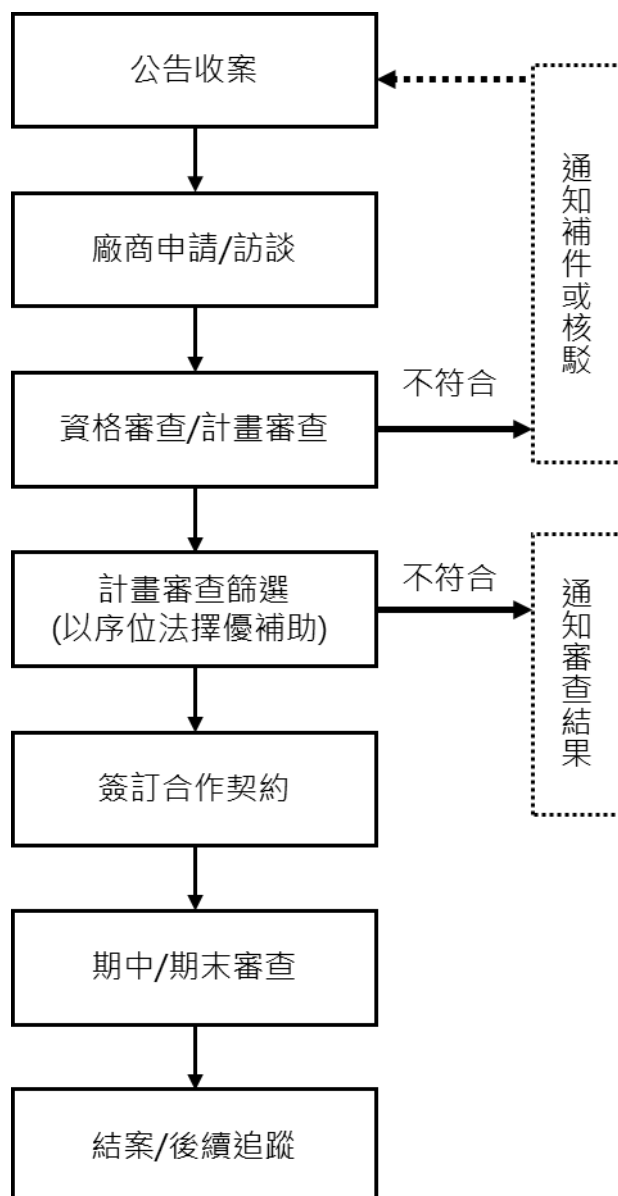 公告收案
廠商申請/訪談
資格審查/計畫審查
不符合
通知補件或核駁
計畫審查篩選
(以序位法擇優補助)
不符合
通知審查結果
簽訂合作契約
期中/期末審查
結案/後續追蹤